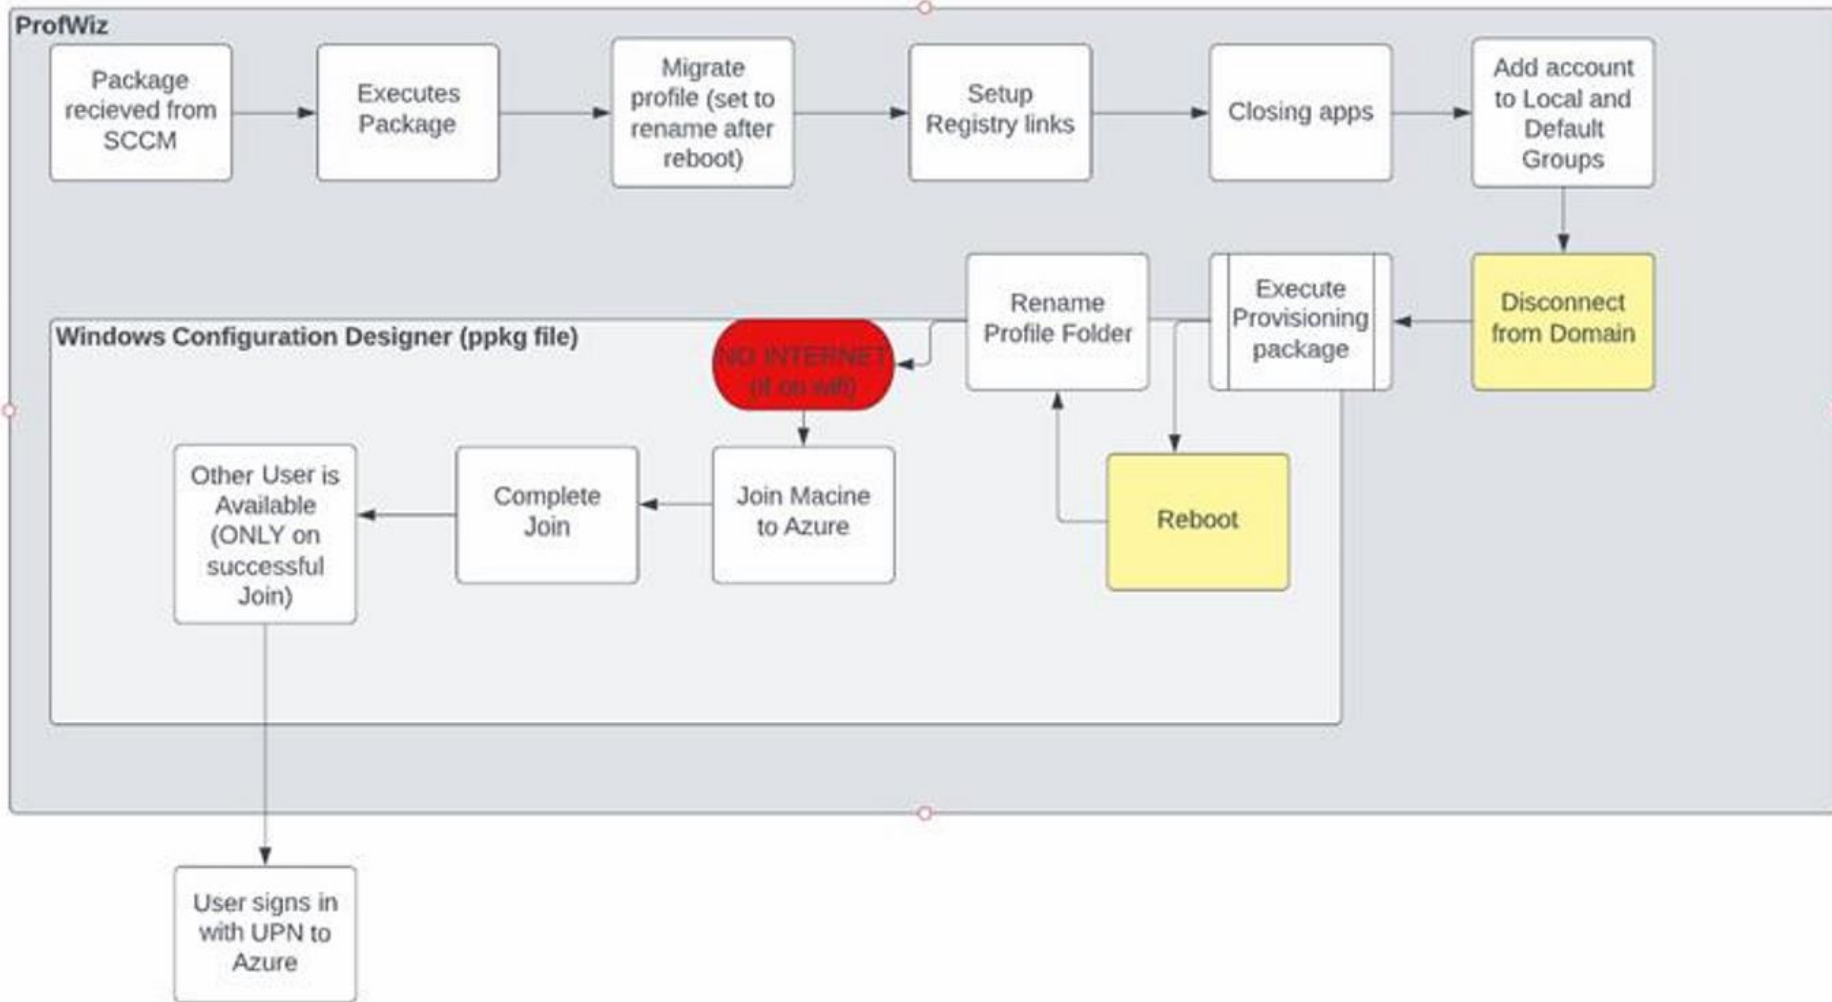 ProfWiz
Package
recieved from
SCCM
Executes
Package
Migrate
profile (set to
rename after
reboot)
Setup
Registry links
Closing apps
Add account
to Local and
Default
Groups
Disconnect
from Domain
Execute
Provisioning
package
Rename
Profile Folder
Windows Configuration Designer (ppkg file)
NO INTERNET
(if on wifi)
Reboot
Join Macine
to Azure
Complete
Join
Other User is
Available
(ONLY on
successful
Join)
User signs in
with UPN to
Azure